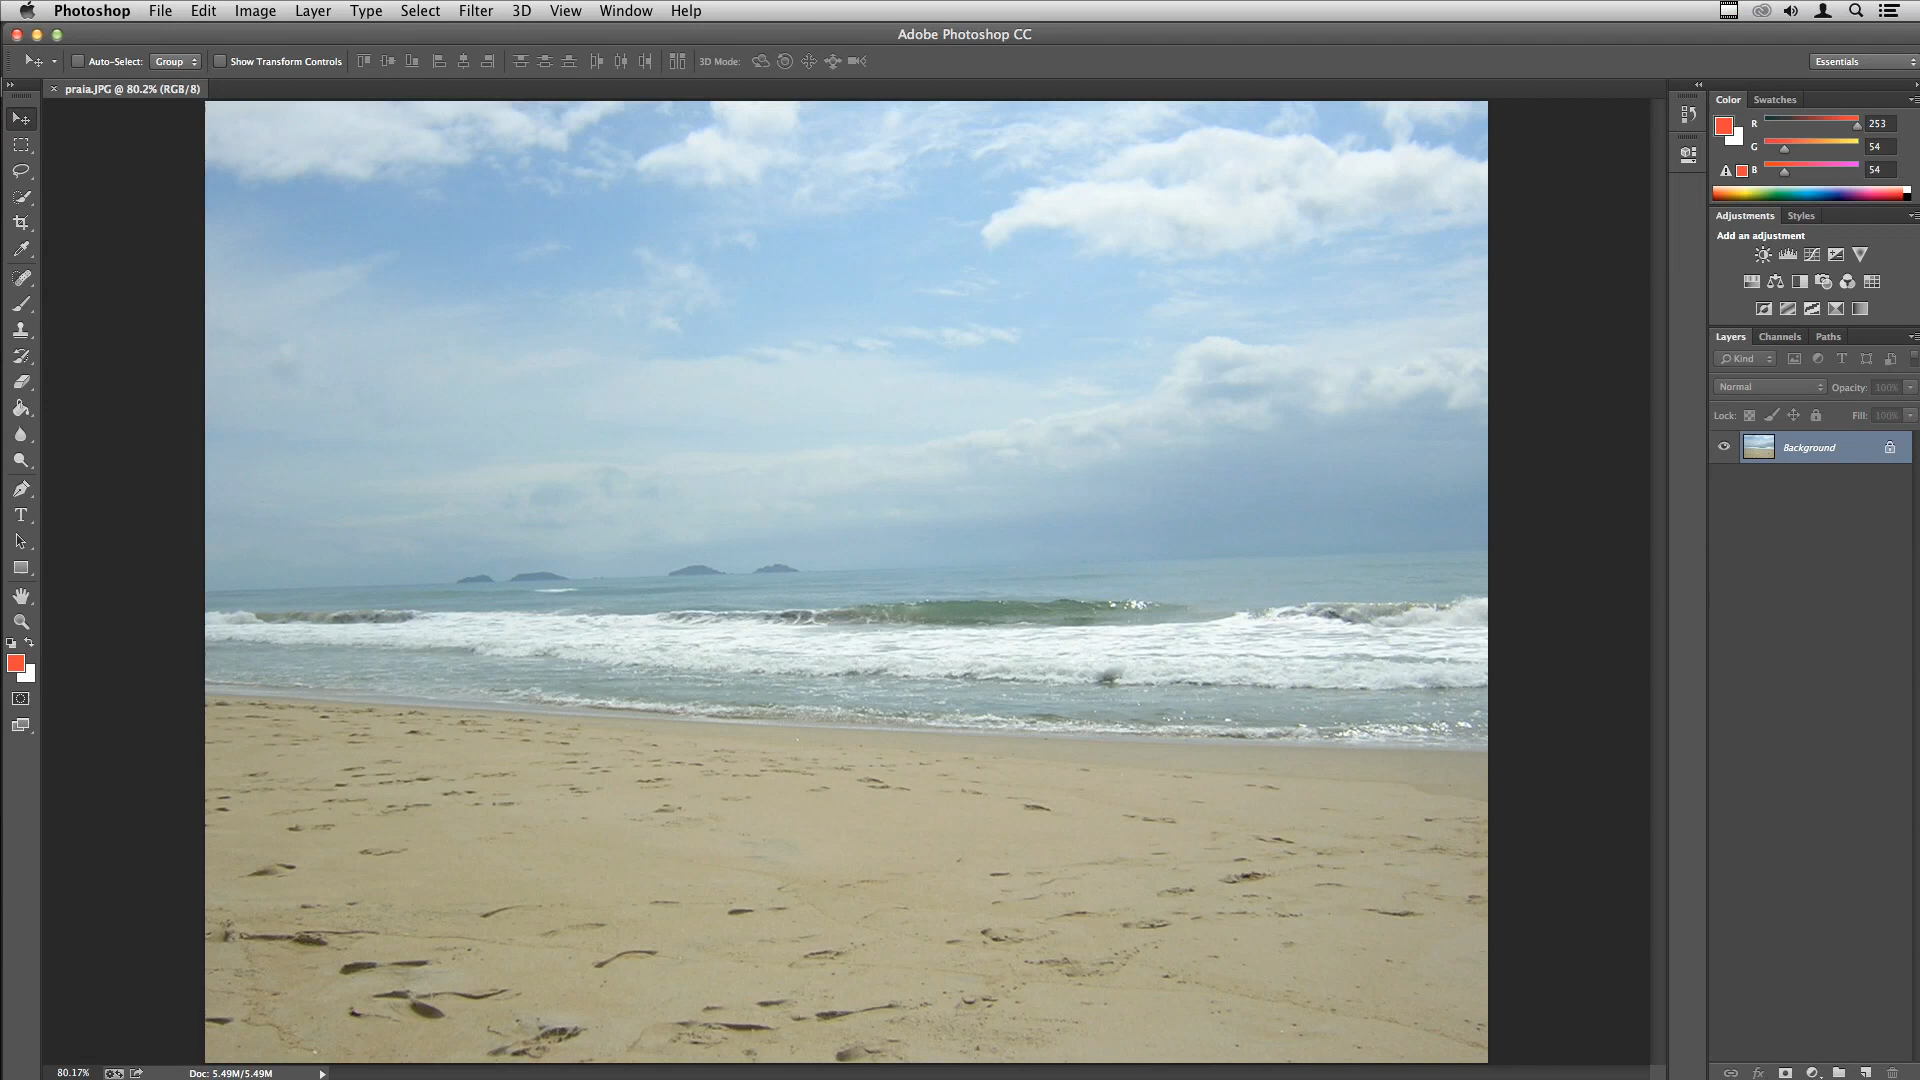 Photoshop File Edit Image Layer Type Select Filter 3D View Window Help
Adobe Photoshop CC
Auto-Select: Group Show Transform Controls 3D Mode: Essentials
praia.JPG @ 80.2% (RGB/8)
Color Swatches
R 253
G 54
B 54
Adjustments Styles
Add an adjustment
Layers Channels Paths
Kind
Normal Opacity: 100%
Lock: Fill: 100%
Background
80.17% Doc: 5.49M/5.49M